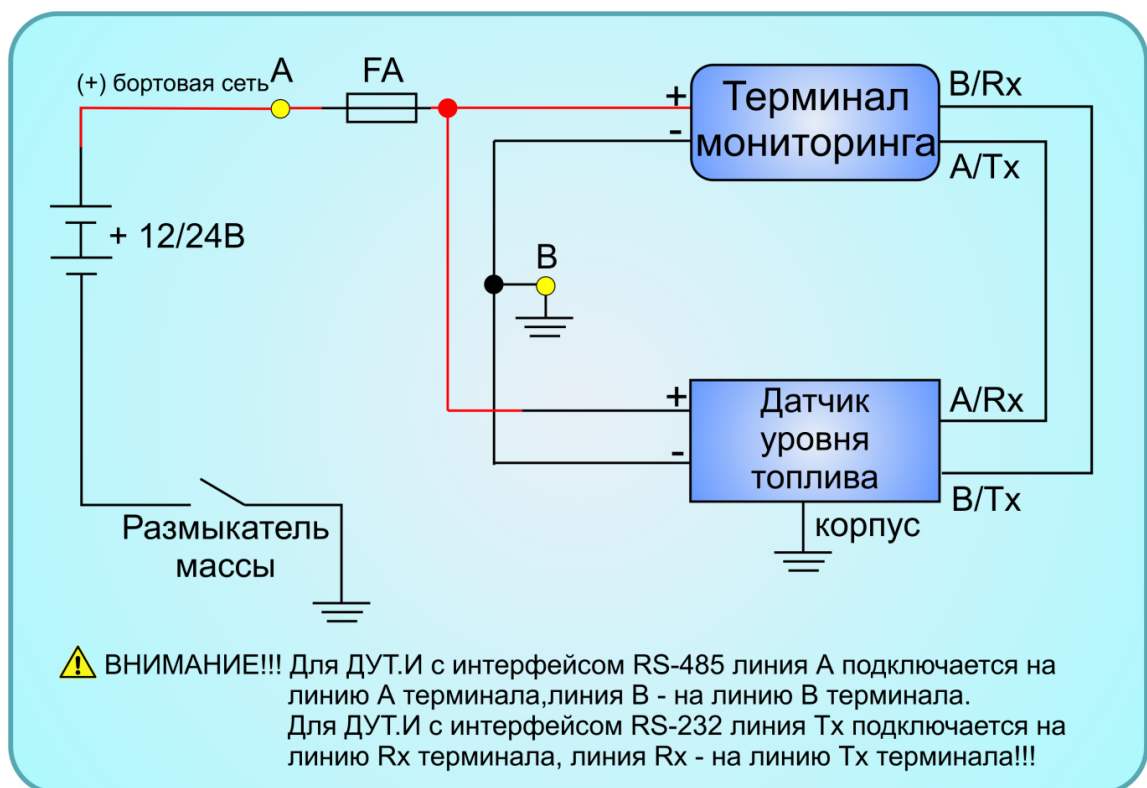 (+) бортовая сеть
A
FA
+
-
Терминал
мониторинга
B/Rx
A/Tx
+ 12/24В
B
+
-
Датчик
уровня
топлива
A/Rx
B/Tx
корпус
Размыкатель
массы
ВНИМАНИЕ!!! Для ДУТ.И с интерфейсом RS-485 линия А подключается на
линию А терминала,линия В - на линию В терминала.
Для ДУТ.И с интерфейсом RS-232 линия Tx подключается на
линию Rx терминала, линия Rx - на линию Tx терминала!!!